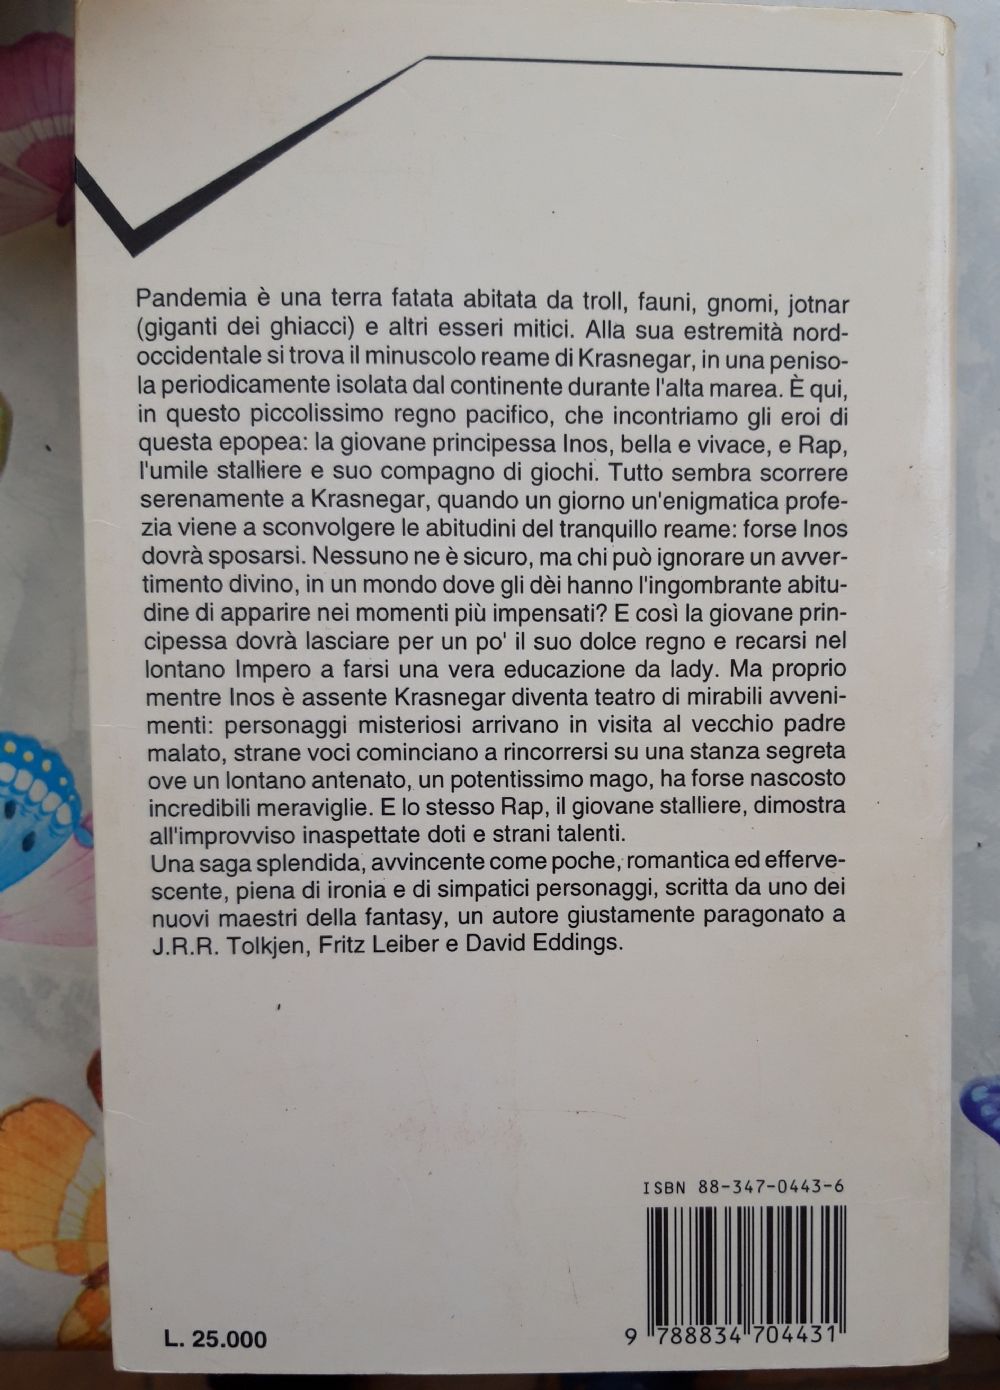 Pandemia è una terra fatata abitata da troll, fauni, gnomi, jotnar
(giganti dei ghiacci) e altri esseri mitici. Alla sua estremità nord-
occidentale si trova il minuscolo reame di Krasnegar, in una peniso-
la periodicamente isolata dal continente durante l'alta marea. È qui,
in questo piccolissimo regno pacifico, che incontriamo gli eroi di
questa epopea: la giovane principessa Inos, bella e vivace, e Rap,
l'umile stalliere e suo compagno di giochi. Tutto sembra scorrere
serenamente a Krasnegar, quando un giorno un'enigmatica profe-
zia viene a sconvolgere le abitudini del tranquillo reame: forse Inos
dovrà sposarsi. Nessuno ne è sicuro, ma chi può ignorare un avver-
timento divino, in un mondo dove gli dèi hanno l'ingombrante abitu-
dine di apparire nei momenti più impensati? E così la giovane prin-
cipessa dovrà lasciare per un po' il suo dolce regno e recarsi nel
lontano Impero a farsi una vera educazione da lady. Ma proprio
mentre Inos è assente Krasnegar diventa teatro di mirabili avveni-
menti: personaggi misteriosi arrivano in visita al vecchio padre
malato, strane voci cominciano a rincorrersi su una stanza segreta
ove un lontano antenato, un potentissimo mago, ha forse nascosto
incredibili meraviglie. E lo stesso Rap, il giovane stalliere, dimostra
all'improvviso inaspettate doti e strani talenti.
Una saga splendida, avvincente come poche, romantica ed efferve-
scente, piena di ironia e di simpatici personaggi, scritta da uno dei
nuovi maestri della fantasy, un autore giustamente paragonato a
J.R.R. Tolkjen, Fritz Leiber e David Eddings.
ISBN 88-347-0443-6
9 788834 704431
L. 25.000